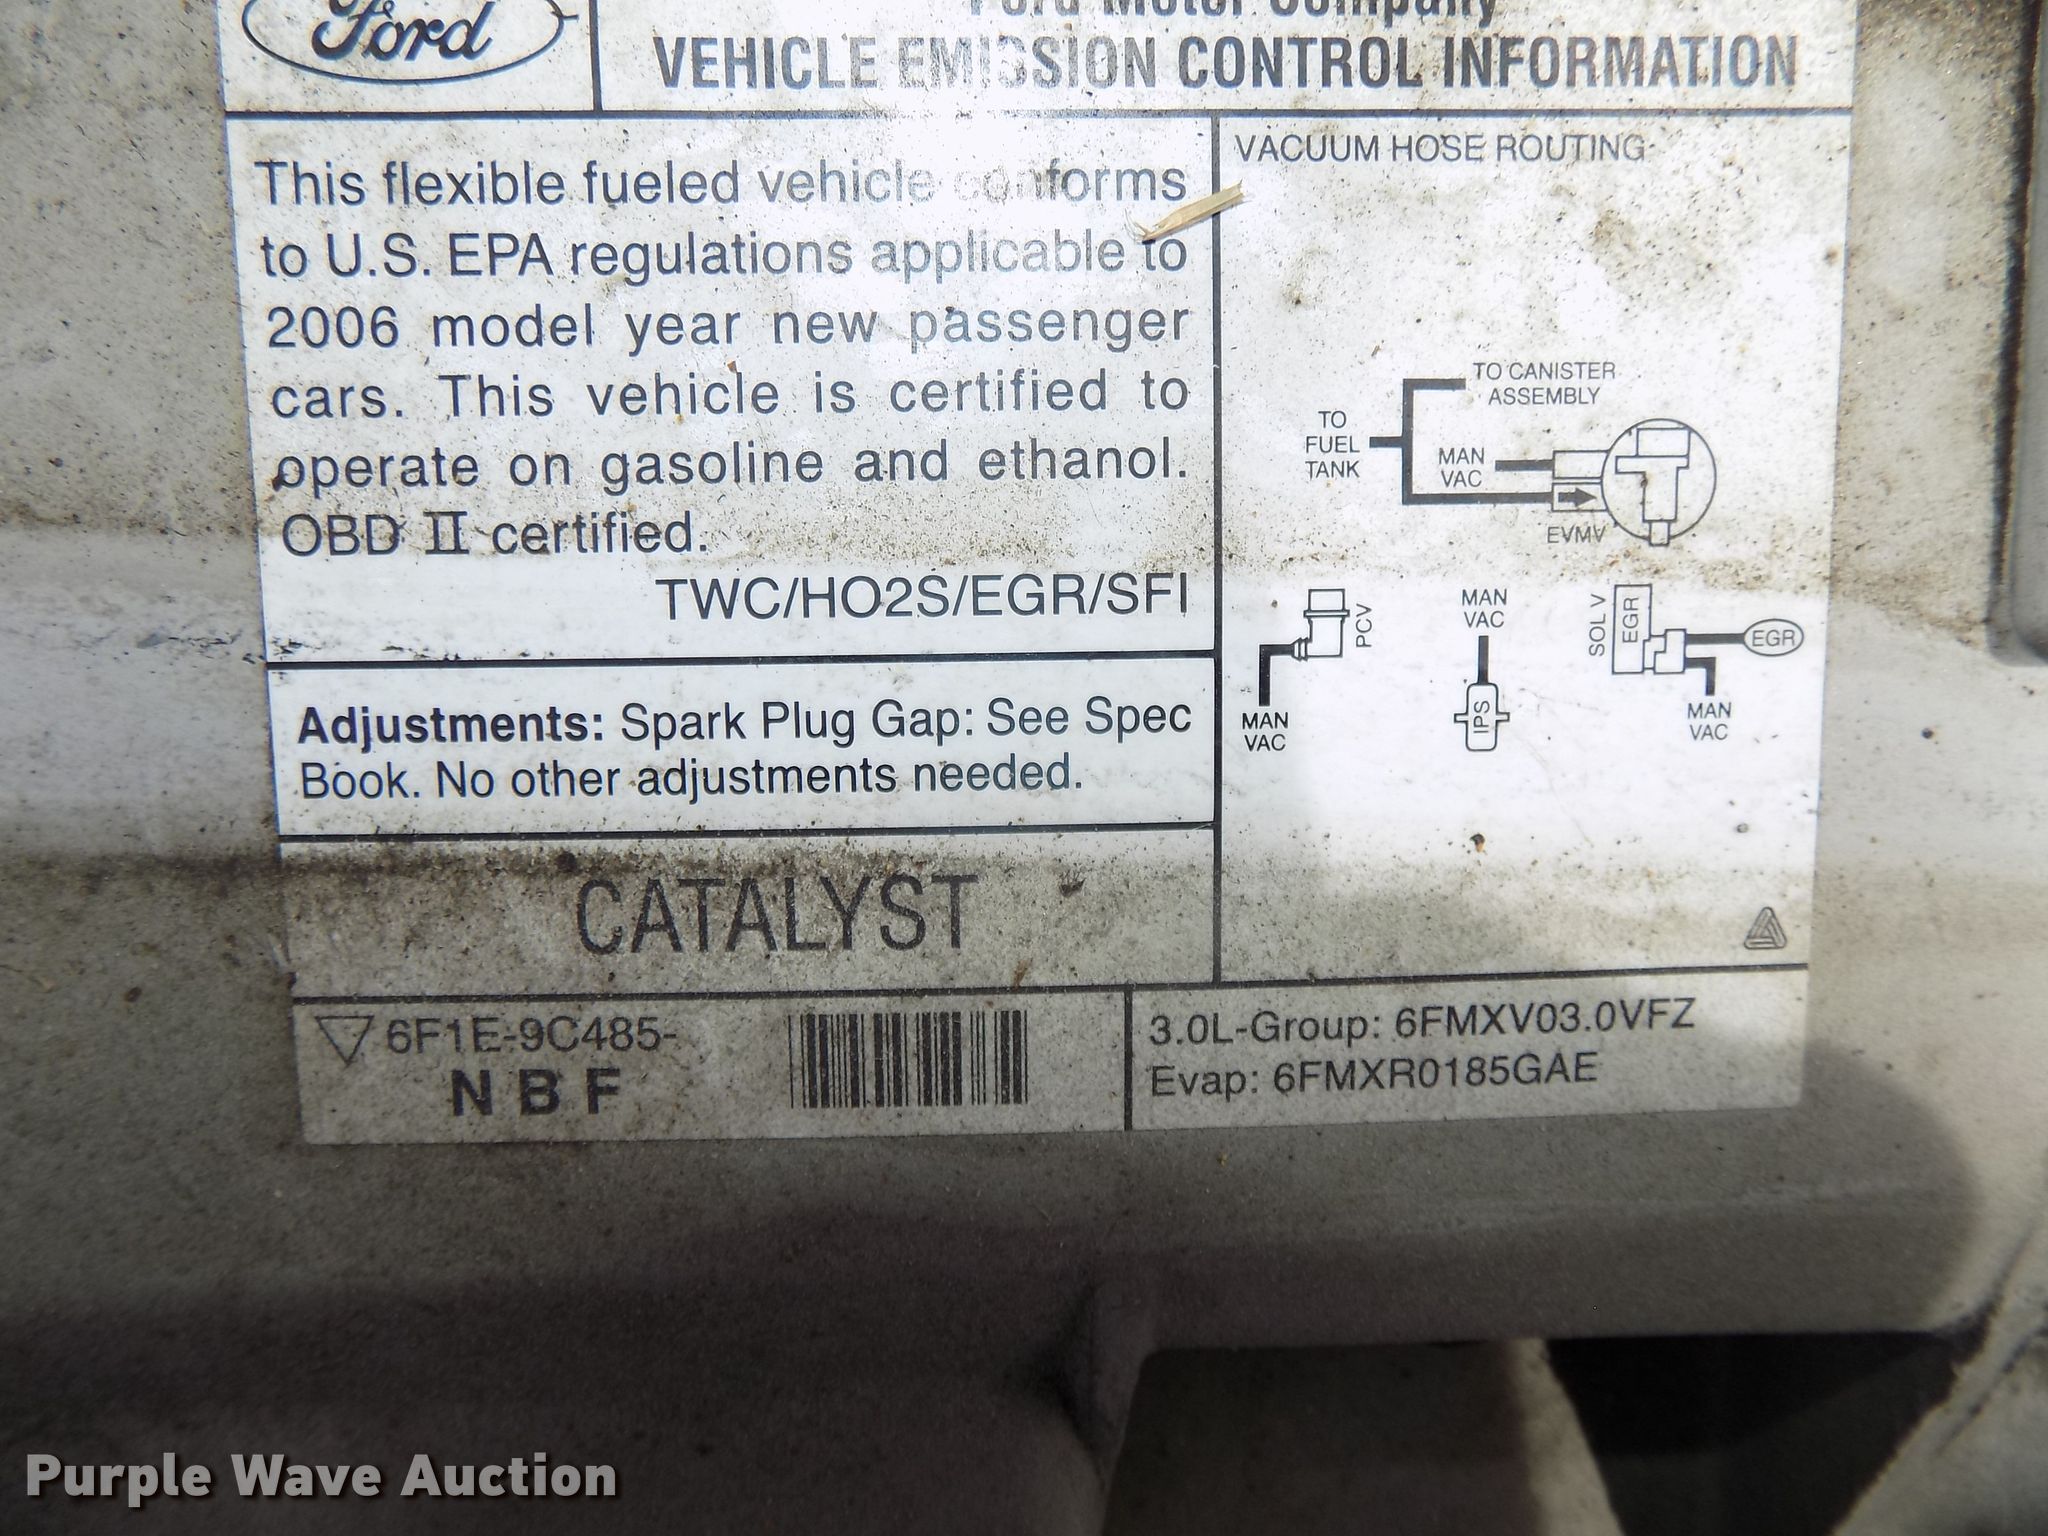 Ford
Ford Motor Company
VEHICLE EMISSION CONTROL INFORMATION
This flexible fueled vehicle conforms
to U.S. EPA regulations applicable to
2006 model year new passenger
cars. This vehicle is certified to
operate on gasoline and ethanol.
OBD II certified.
TWC/HO2S/EGR/SFI
Adjustments: Spark Plug Gap: See Spec
Book. No other adjustments needed.
CATALYST
6F1E-9C485-
NBF
VACUUM HOSE ROUTING
TO CANISTER
ASSEMBLY
TO
FUEL
TANK
MAN
VAC
EVMV
PCV
MAN
VAC
MAN
VAC
IPS
SOL V
EGR
EGR
MAN
VAC
3.0L-Group: 6FMXV03.0VFZ
Evap: 6FMXR0185GAE
Purple Wave Auction